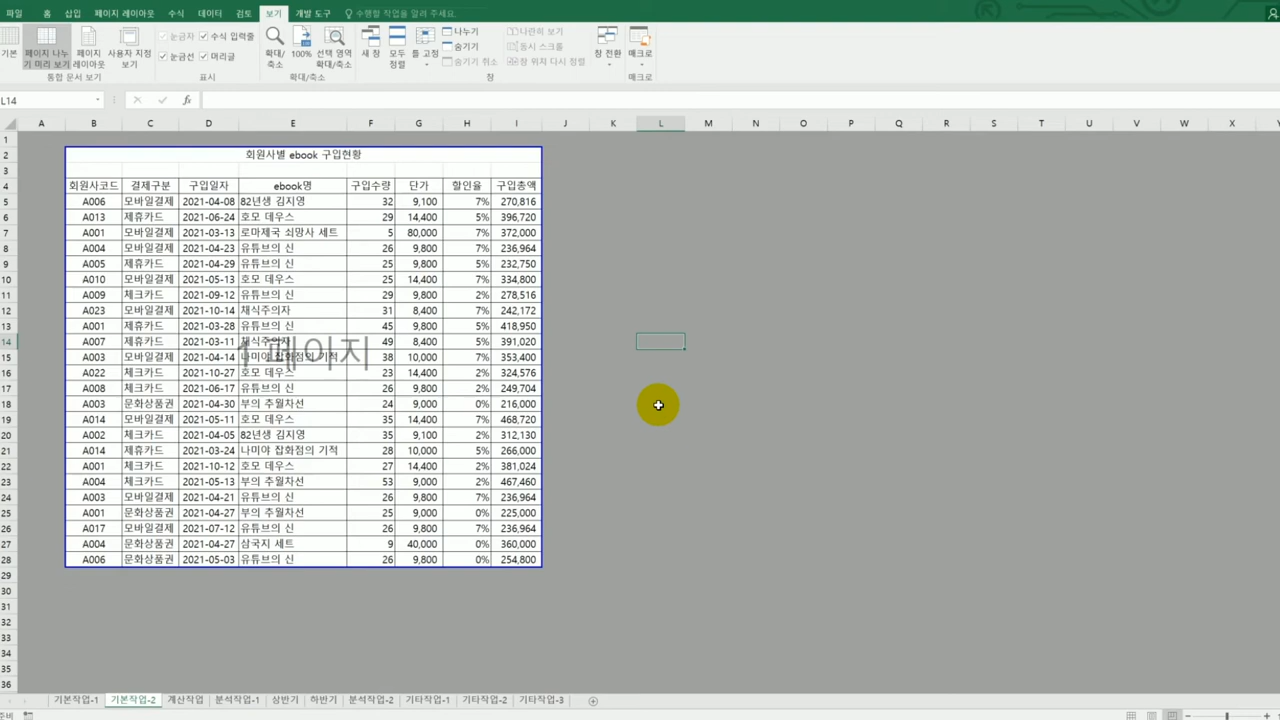 파일 홈 삽입 페이지 레이아웃 수식 데이터 검토 보기 개발 도구 수행할 작업을 알려 주세요.
기본 페이지 나누기 미리 보기 페이지 레이아웃 사용자 지정 보기
통합 문서 보기
눈금자 수식 입력줄
눈금선 머리글
표시
확대/축소 100% 선택 영역 확대/축소
확대/축소
새 창 모두 정렬 틀 고정
나누기 나란히 보기
숨기기 동시 스크롤
숨기기 취소 창 위치 다시 정렬
창
창 전환 매크로
매크로
L14 fx
A B C D E F G H I J K L M N O P Q R S T U V W X
1
2 회원사별 ebook 구입현황
3
4 회원사코드 결제구분 구입일자 ebook명 구입수량 단가 할인율 구입총액
5 A006 모바일결제 2021-04-08 82년생 김지영 32 9,100 7% 270,816
6 A013 제휴카드 2021-06-24 호모 데우스 29 14,400 5% 396,720
7 A001 모바일결제 2021-03-13 로마제국 쇠망사 세트 5 80,000 7% 372,000
8 A004 모바일결제 2021-04-23 유튜브의 신 26 9,800 7% 236,964
9 A005 제휴카드 2021-04-29 유튜브의 신 25 9,800 5% 232,750
10 A010 모바일결제 2021-05-13 호모 데우스 25 14,400 7% 334,800
11 A009 체크카드 2021-09-12 유튜브의 신 29 9,800 2% 278,516
12 A023 모바일결제 2021-10-14 채식주의자 31 8,400 7% 242,172
13 A001 제휴카드 2021-03-28 유튜브의 신 45 9,800 5% 418,950
14 A007 제휴카드 2021-03-11 채식주의자 49 8,400 5% 391,020
1 페이지
15 A003 모바일결제 2021-04-14 나미야 잡화점의 기적 38 10,000 7% 353,400
16 A022 체크카드 2021-10-27 호모 데우스 23 14,400 2% 324,576
17 A008 체크카드 2021-06-17 유튜브의 신 26 9,800 2% 249,704
18 A003 문화상품권 2021-04-30 부의 추월차선 24 9,000 0% 216,000
19 A014 모바일결제 2021-05-11 호모 데우스 35 14,400 7% 468,720
20 A002 체크카드 2021-04-05 82년생 김지영 35 9,100 2% 312,130
21 A014 제휴카드 2021-03-24 나미야 잡화점의 기적 28 10,000 5% 266,000
22 A001 체크카드 2021-10-12 호모 데우스 27 14,400 2% 381,024
23 A004 체크카드 2021-05-13 부의 추월차선 53 9,000 2% 467,460
24 A003 모바일결제 2021-04-21 유튜브의 신 26 9,800 7% 236,964
25 A001 문화상품권 2021-04-27 부의 추월차선 25 9,000 0% 225,000
26 A017 모바일결제 2021-07-12 유튜브의 신 26 9,800 7% 236,964
27 A004 문화상품권 2021-04-27 삼국지 세트 9 40,000 0% 360,000
28 A006 문화상품권 2021-05-03 유튜브의 신 26 9,800 0% 254,800
29
30
31
32
33
34
35
36
기본작업-1 기본작업-2 계산작업 분석작업-1 상반기 하반기 분석작업-2 기타작업-1 기타작업-2 기타작업-3